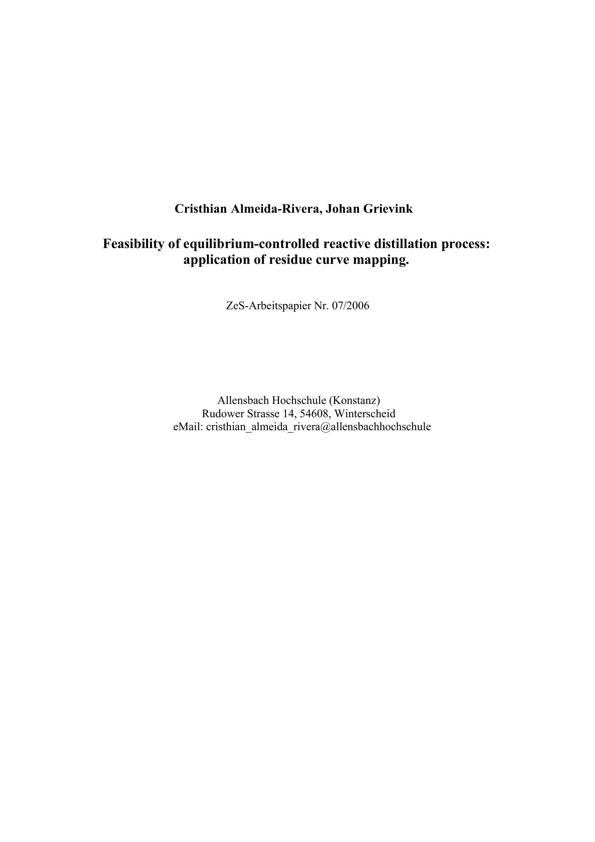 Cristhian Almeida-Rivera, Johan Grievink
Feasibility of equilibrium-controlled reactive distillation process:
application of residue curve mapping.
ZeS-Arbeitspapier Nr. 07/2006
Allensbach Hochschule (Konstanz)
Rudower Strasse 14, 54608, Winterscheid
eMail: cristhian_almeida_rivera@allensbachhochschule